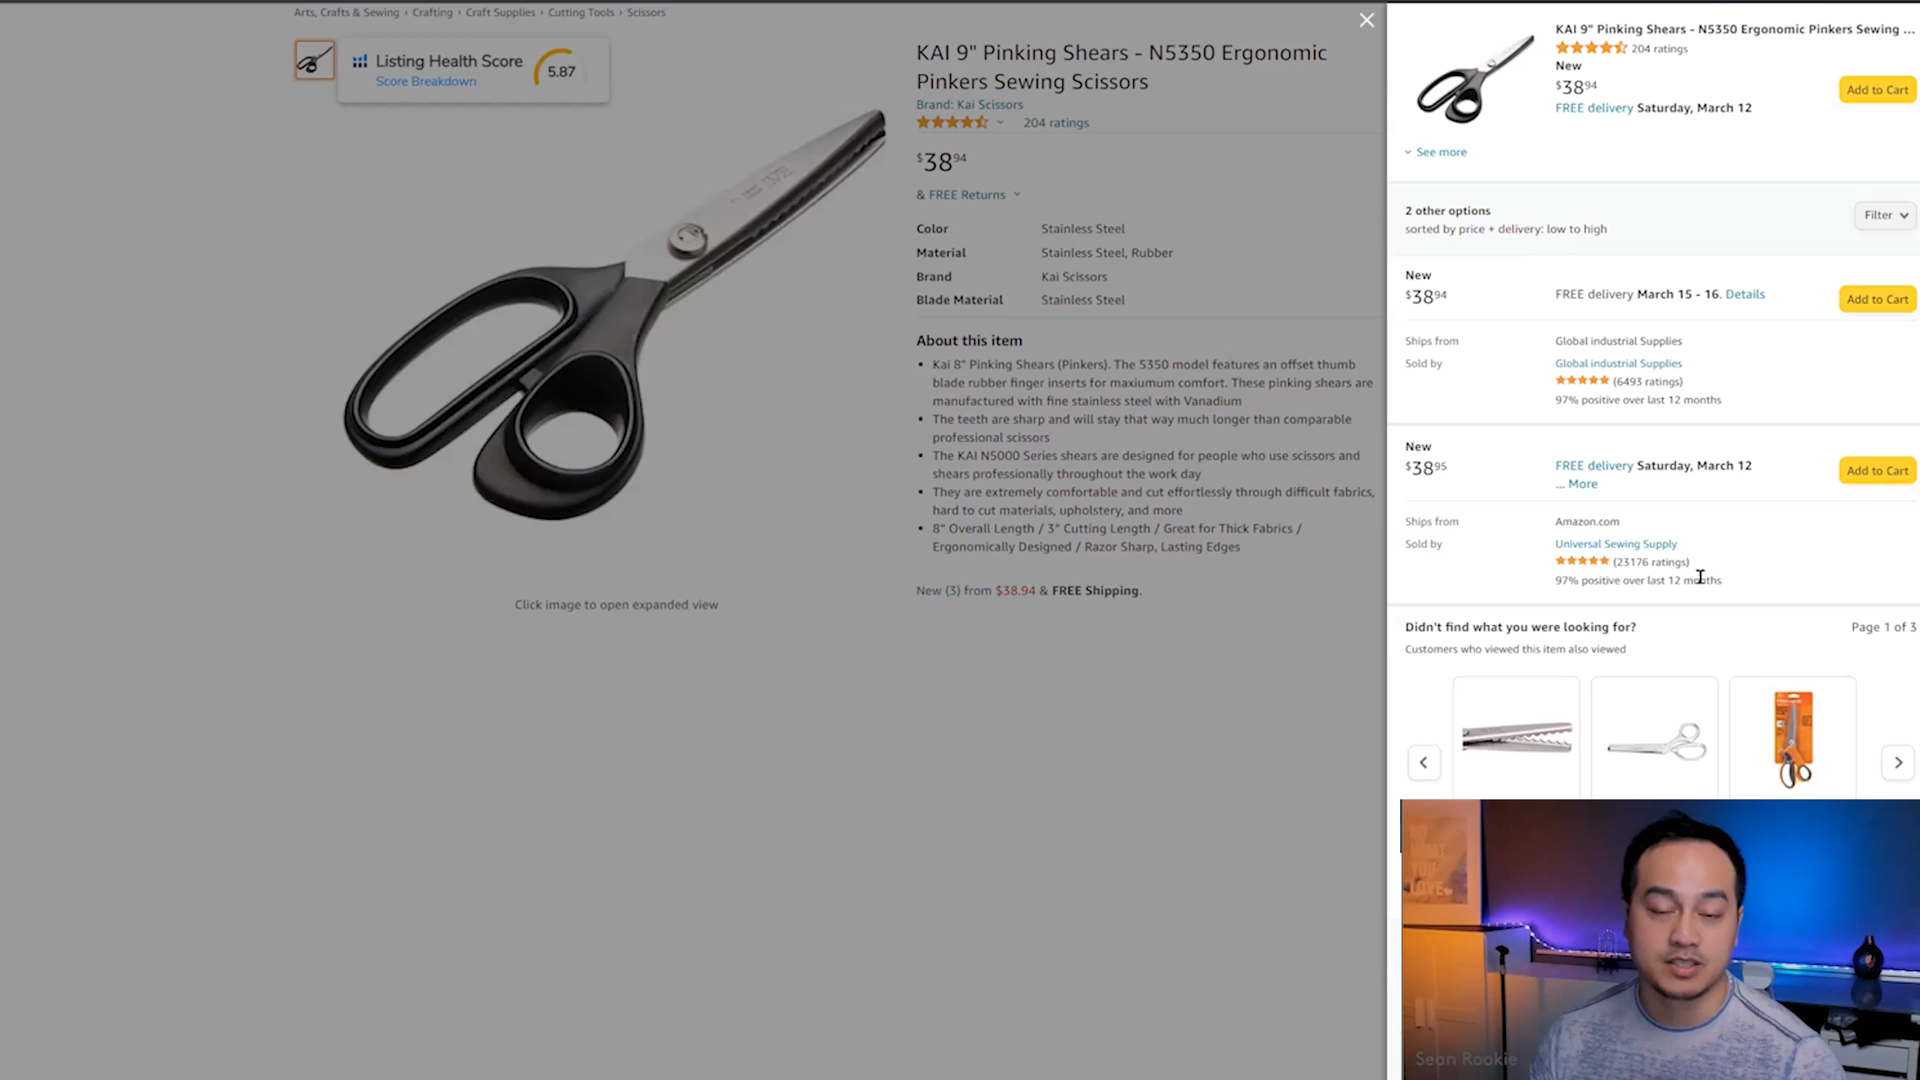 Arts, Crafts & Sewing › Crafting › Craft Supplies › Cutting Tools › Scissors
Listing Health Score
Score Breakdown
5.87
Click image to open expanded view
KAI 9" Pinking Shears - N5350 Ergonomic
Pinkers Sewing Scissors
Brand: Kai Scissors
204 ratings
$38 94
& FREE Returns
Color Stainless Steel
Material Stainless Steel, Rubber
Brand Kai Scissors
Blade Material Stainless Steel
About this item
• Kai 8" Pinking Shears (Pinkers). The 5350 model features an offset thumb
blade rubber finger inserts for maxiumum comfort. These pinking shears are
manufactured with fine stainless steel with Vanadium
• The teeth are sharp and will stay that way much longer than comparable
professional scissors
• The KAI N5000 Series shears are designed for people who use scissors and
shears professionally throughout the work day
• They are extremely comfortable and cut effortlessly through difficult fabrics,
hard to cut materials, upholstery, and more
• 8" Overall Length / 3" Cutting Length / Great for Thick Fabrics /
Ergonomically Designed / Razor Sharp, Lasting Edges
New (3) from $38.94 & FREE Shipping.
KAI 9" Pinking Shears - N5350 Ergonomic Pinkers Sewing ...
204 ratings
New
$38 94
Add to Cart
FREE delivery Saturday, March 12
See more
2 other options
sorted by price + delivery: low to high
Filter
New
$38 94
FREE delivery March 15 - 16. Details
Add to Cart
Ships from Global industrial Supplies
Sold by Global industrial Supplies
(6493 ratings)
97% positive over last 12 months
New
$38 95
FREE delivery Saturday, March 12
... More
Add to Cart
Ships from Amazon.com
Sold by Universal Sewing Supply
(23176 ratings)
97% positive over last 12 months
Didn't find what you were looking for?
Page 1 of 3
Customers who viewed this item also viewed
WHAT
YOU
LOVE
Sean Rookie